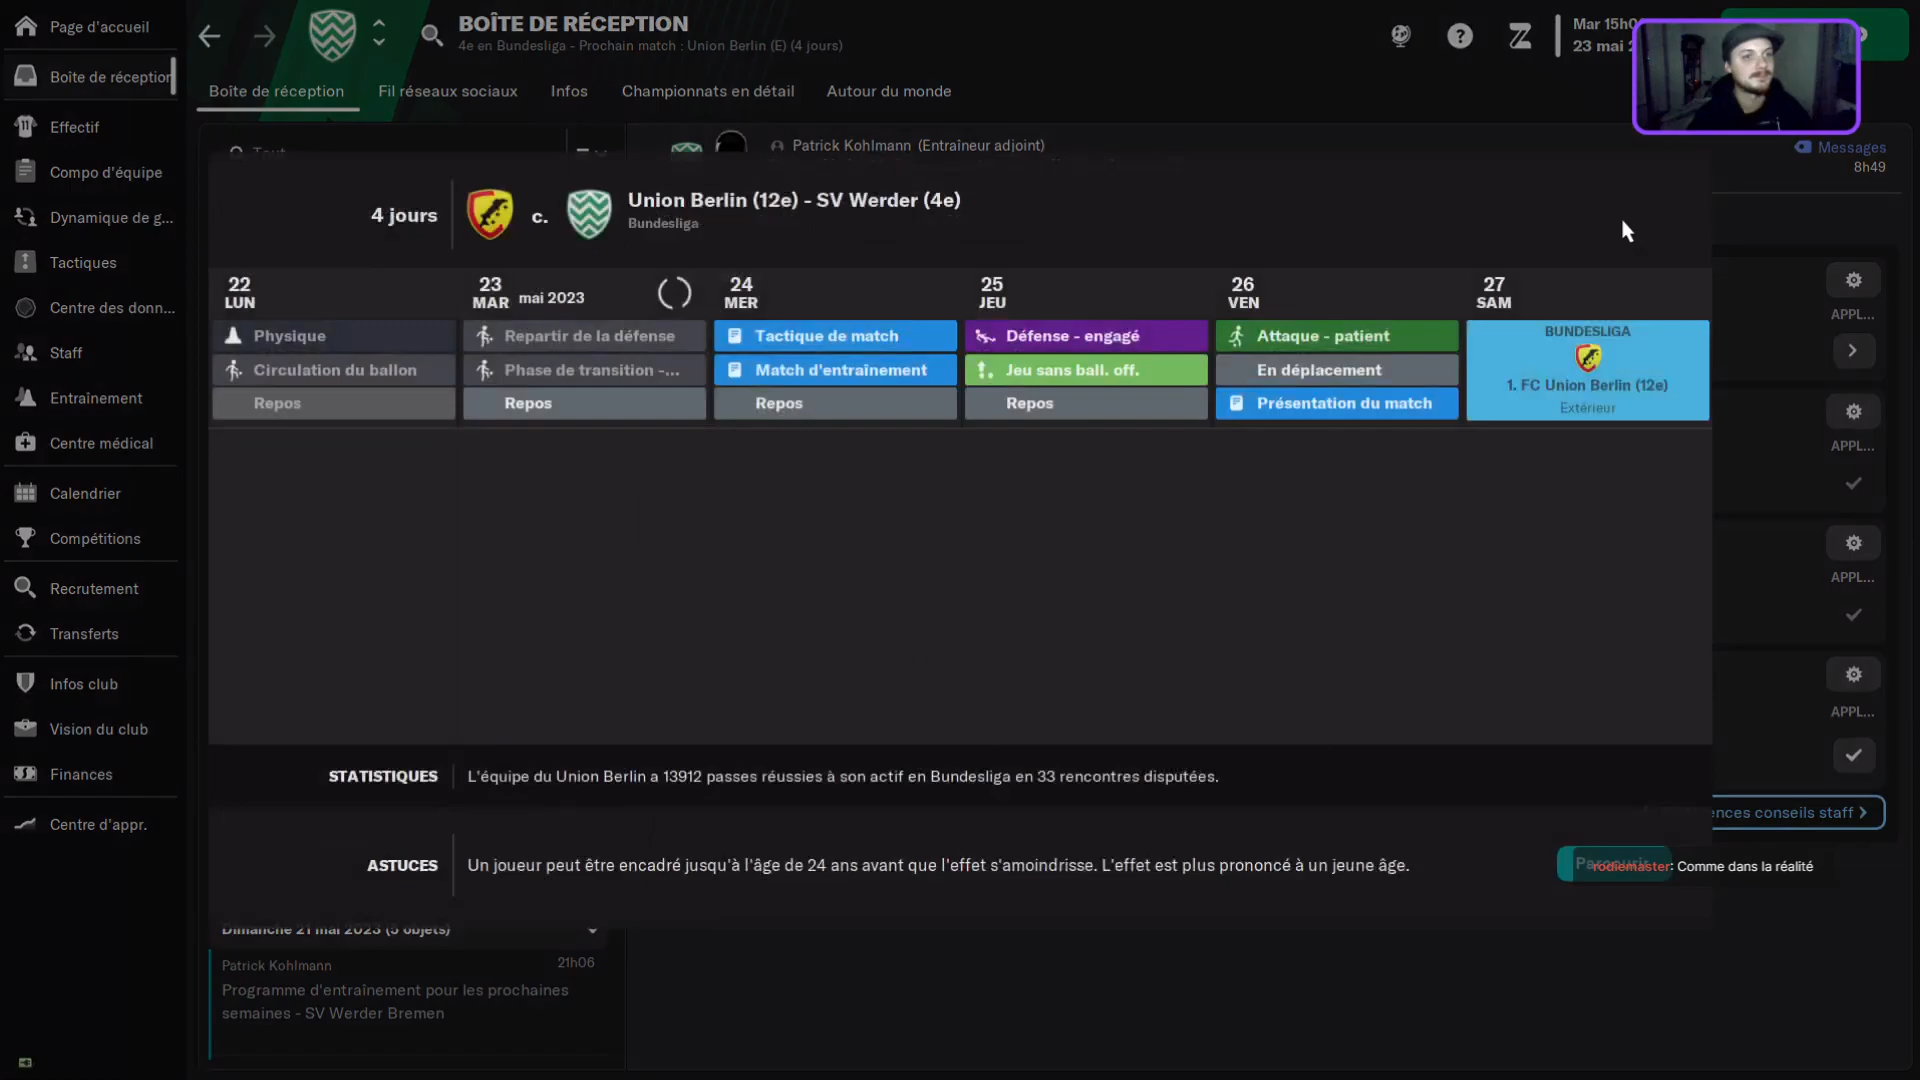 Page d'accueil
Boîte de réception
Effectif
Compo d'équipe
Dynamique de g...
Tactiques
Centre des donn...
Staff
Entraînement
Centre médical
Calendrier
Compétitions
Recrutement
Transferts
Infos club
Vision du club
Finances
Centre d'appr.
BOÎTE DE RÉCEPTION
4e en Bundesliga - Prochain match : Union Berlin (E) (4 jours)
Mar 15h
23 mai
Boîte de réception
Fil réseaux sociaux
Infos
Championnats en détail
Autour du monde
Patrick Kohlmann (Entraîneur adjoint)
Messages
8h49
4 jours
c.
Union Berlin (12e) - SV Werder (4e)
Bundesliga
22
LUN
Physique
Circulation du ballon
Repos
23
MAR mai 2023
Repartir de la défense
Phase de transition -...
Repos
24
MER
Tactique de match
Match d'entraînement
Repos
25
JEU
Défense - engagé
Jeu sans ball. off.
Repos
26
VEN
Attaque - patient
En déplacement
Présentation du match
27
SAM
BUNDESLIGA
1. FC Union Berlin (12e)
Extérieur
APPL...
APPL...
APPL...
APPL...
STATISTIQUES
L'équipe du Union Berlin a 13912 passes réussies à son actif en Bundesliga en 33 rencontres disputées.
conseils staff
ASTUCES
Un joueur peut être encadré jusqu'à l'âge de 24 ans avant que l'effet s'amoindrisse. L'effet est plus prononcé à un jeune âge.
rodiemaster: Comme dans la réalité
Dimanche 21 mai 2023 (5 objets)
Patrick Kohlmann
21h06
Programme d'entraînement pour les prochaines
semaines - SV Werder Bremen